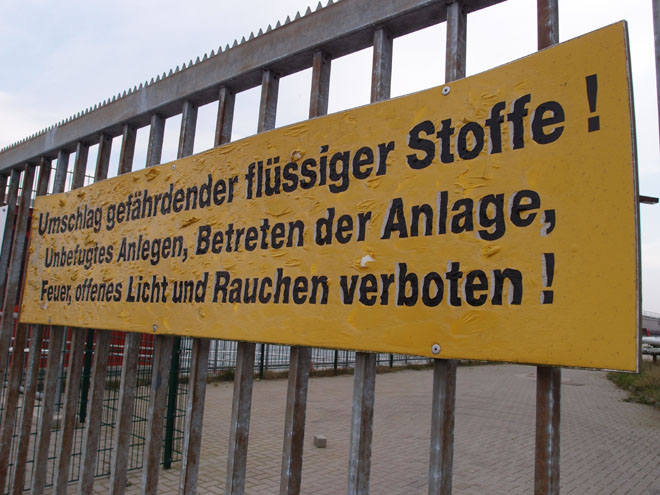 Umschlag gefährdender flüssiger Stoffe !
Unbefugtes Anlegen, Betreten der Anlage,
Feuer, offenes Licht und Rauchen verboten !